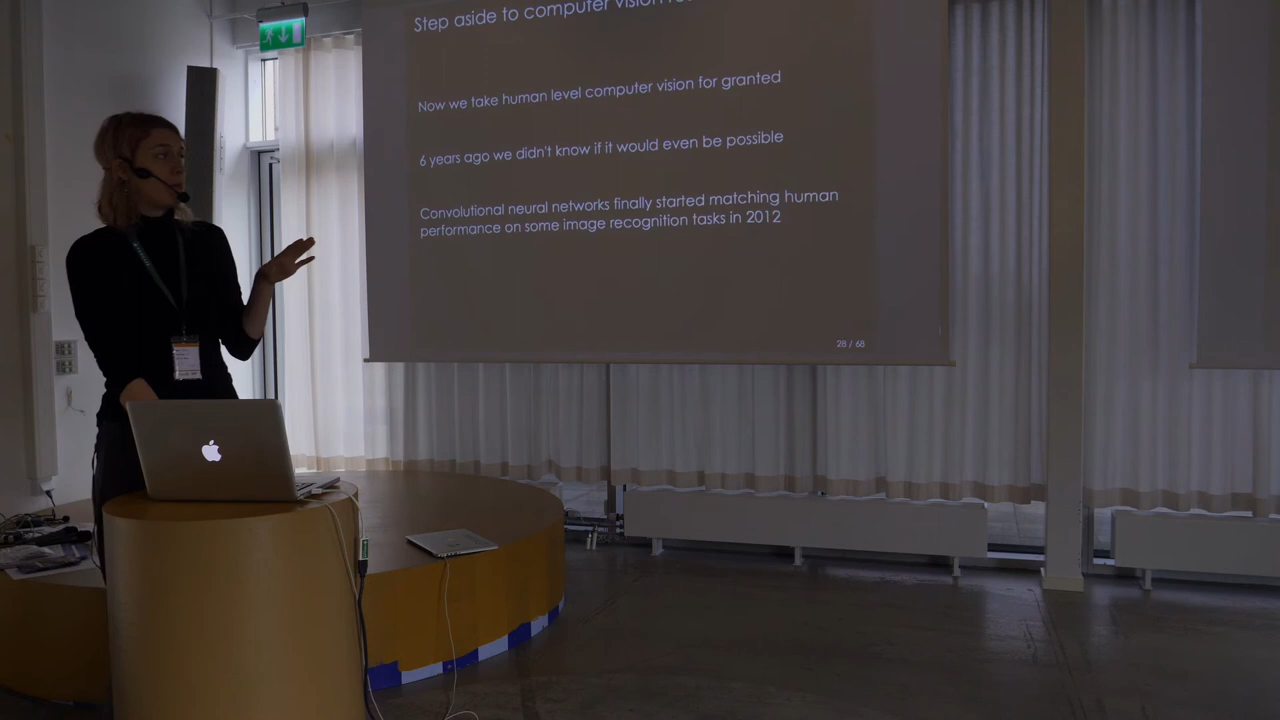 Step aside to computer vision
Now we take human level computer vision for granted
6 years ago we didn't know if it would even be possible
Convolutional neural networks finally started matching human
performance on some image recognition tasks in 2012
28 / 68